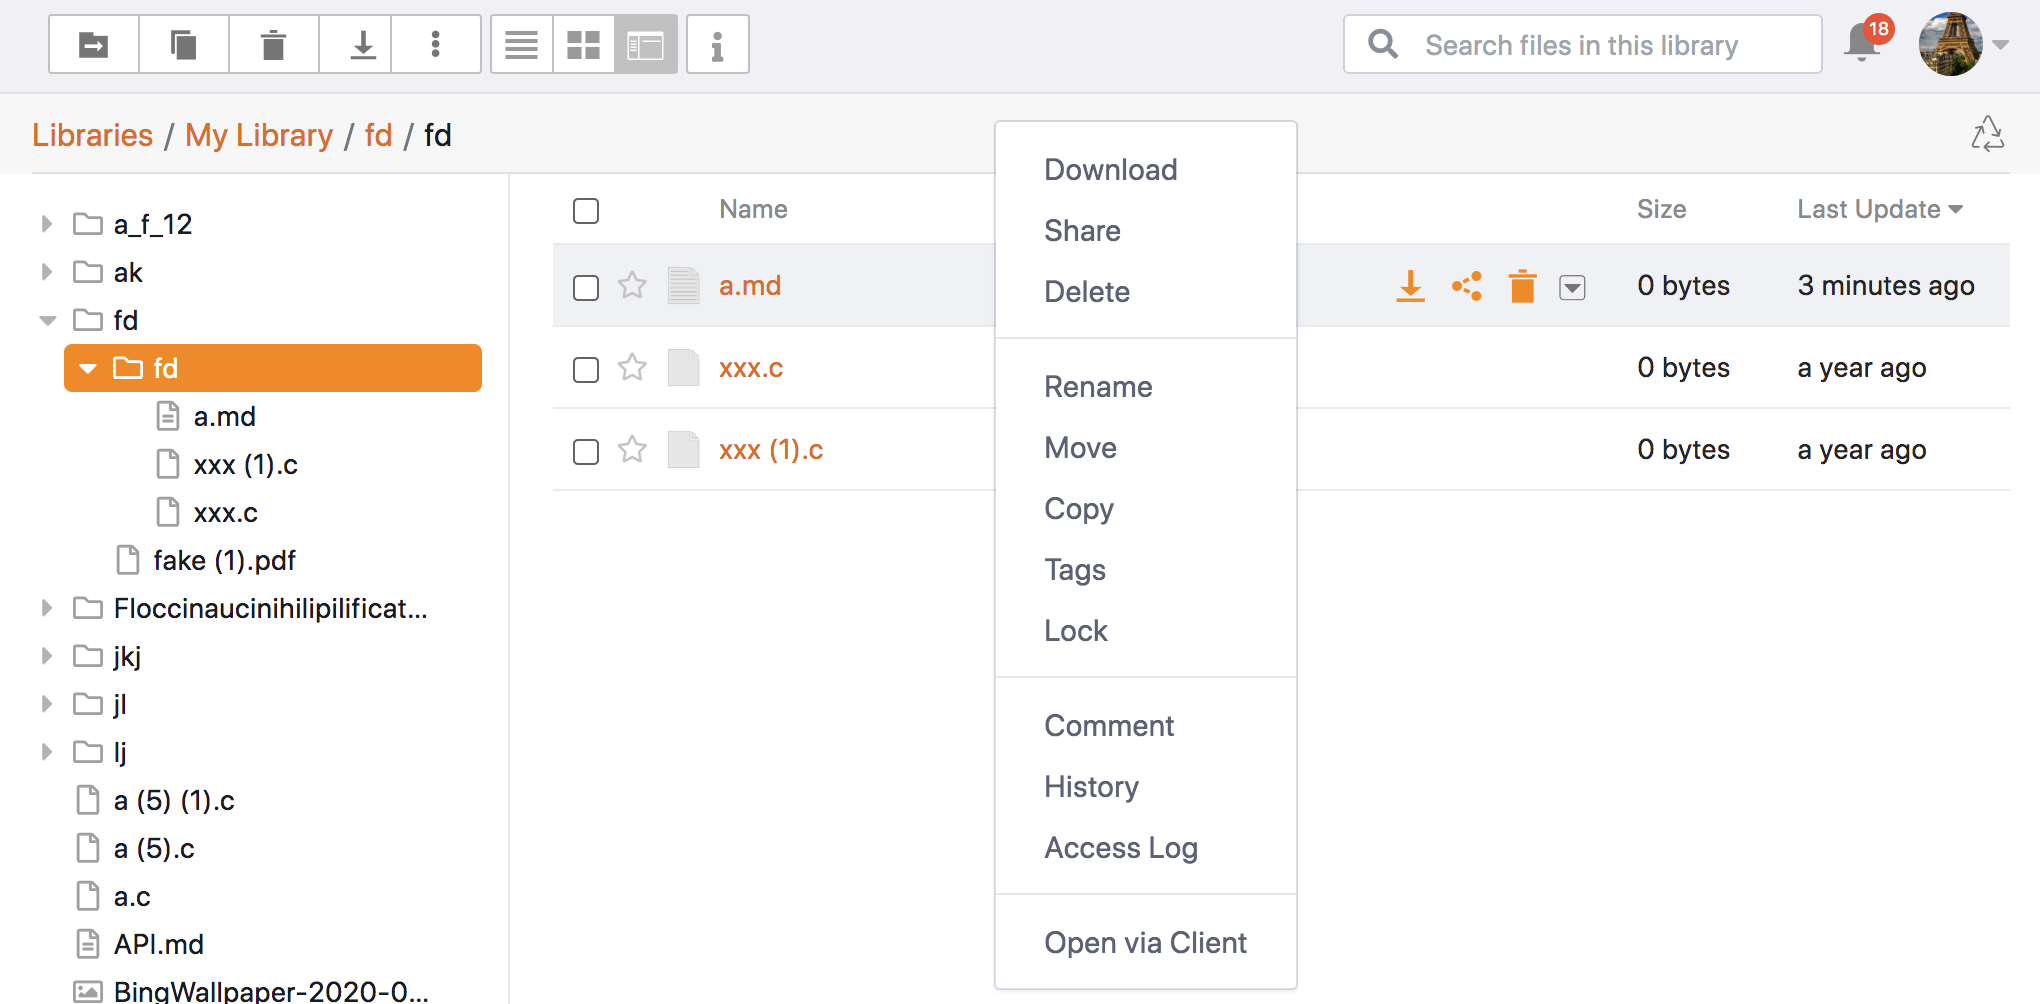 Search files in this library
18
Libraries / My Library / fd / fd
a_f_12
ak
fd
fd
a.md
xxx (1).c
xxx.c
fake (1).pdf
Floccinaucinihilipilificat...
jkj
jl
lj
a (5) (1).c
a (5).c
a.c
API.md
BingWallpaper-2020-0...
Name Size Last Update
a.md 0 bytes 3 minutes ago
xxx.c 0 bytes a year ago
xxx (1).c 0 bytes a year ago
Download
Share
Delete
Rename
Move
Copy
Tags
Lock
Comment
History
Access Log
Open via Client